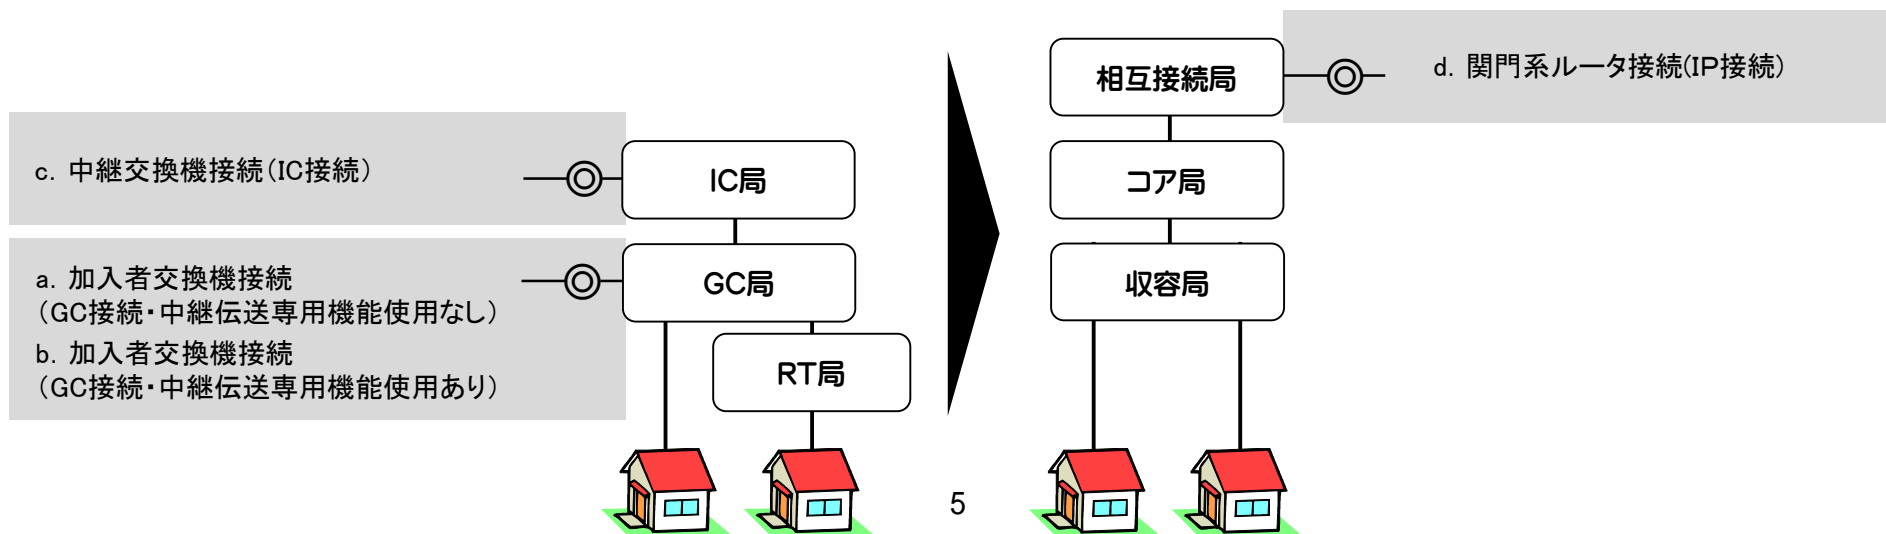 相互接続局
d. 関門系ルータ接続(IP接続)
c. 中継交換機接続(IC接続)
IC局
コア局
a. 加入者交換機接続
(GC接続・中継伝送専用機能使用なし)
b. 加入者交換機接続
(GC接続・中継伝送専用機能使用あり)
GC局
収容局
RT局
5